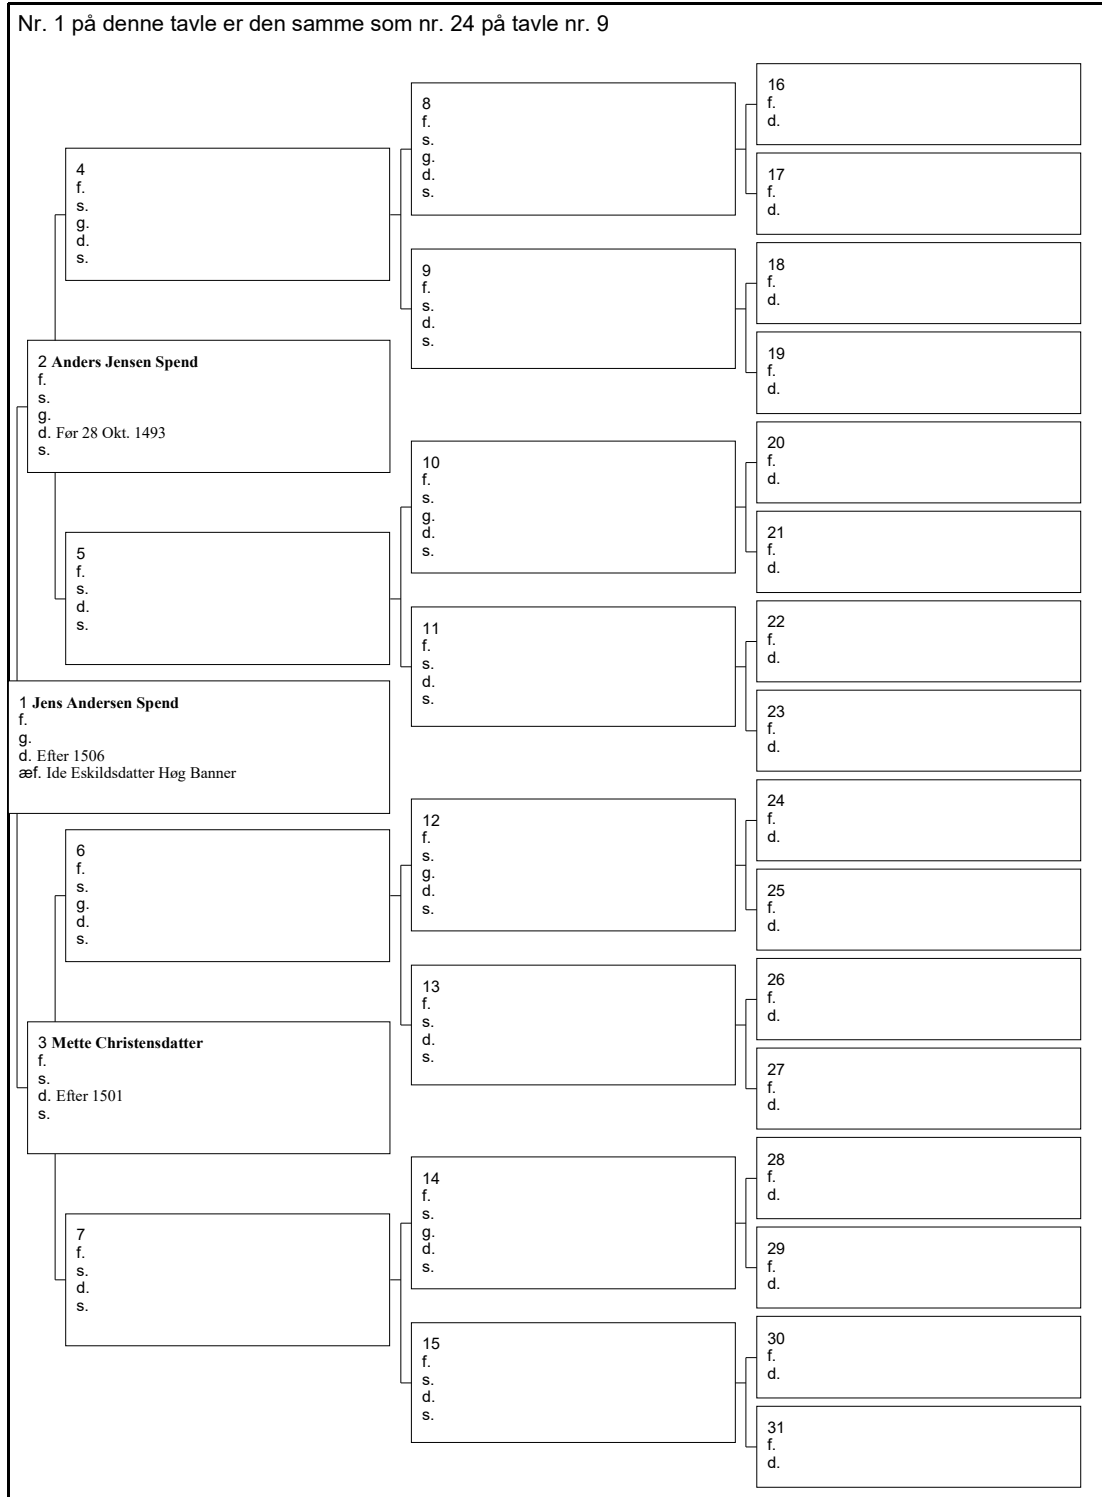 Nr. 1 på denne tavle er den samme som nr. 24 på tavle nr. 9
16
f.
d.
8
f.
s.
g.
d.
s.
17
f.
d.
4
f.
s.
g.
d.
s.
18
f.
d.
9
f.
s.
d.
s.
19
f.
d.
2 Anders Jensen Spend
f.
s.
g.
d. Før 28 Okt. 1493
s.
20
f.
d.
10
f.
s.
g.
d.
s.
21
f.
d.
5
f.
s.
d.
s.
22
f.
d.
11
f.
s.
d.
s.
23
f.
d.
1 Jens Andersen Spend
f.
g.
d. Efter 1506
æf. Ide Eskildsdatter Høg Banner
24
f.
d.
12
f.
s.
g.
d.
s.
25
f.
d.
6
f.
s.
g.
d.
s.
26
f.
d.
13
f.
s.
d.
s.
27
f.
d.
3 Mette Christensdatter
f.
s.
d. Efter 1501
s.
28
f.
d.
14
f.
s.
g.
d.
s.
29
f.
d.
7
f.
s.
d.
s.
30
f.
d.
15
f.
s.
d.
s.
31
f.
d.